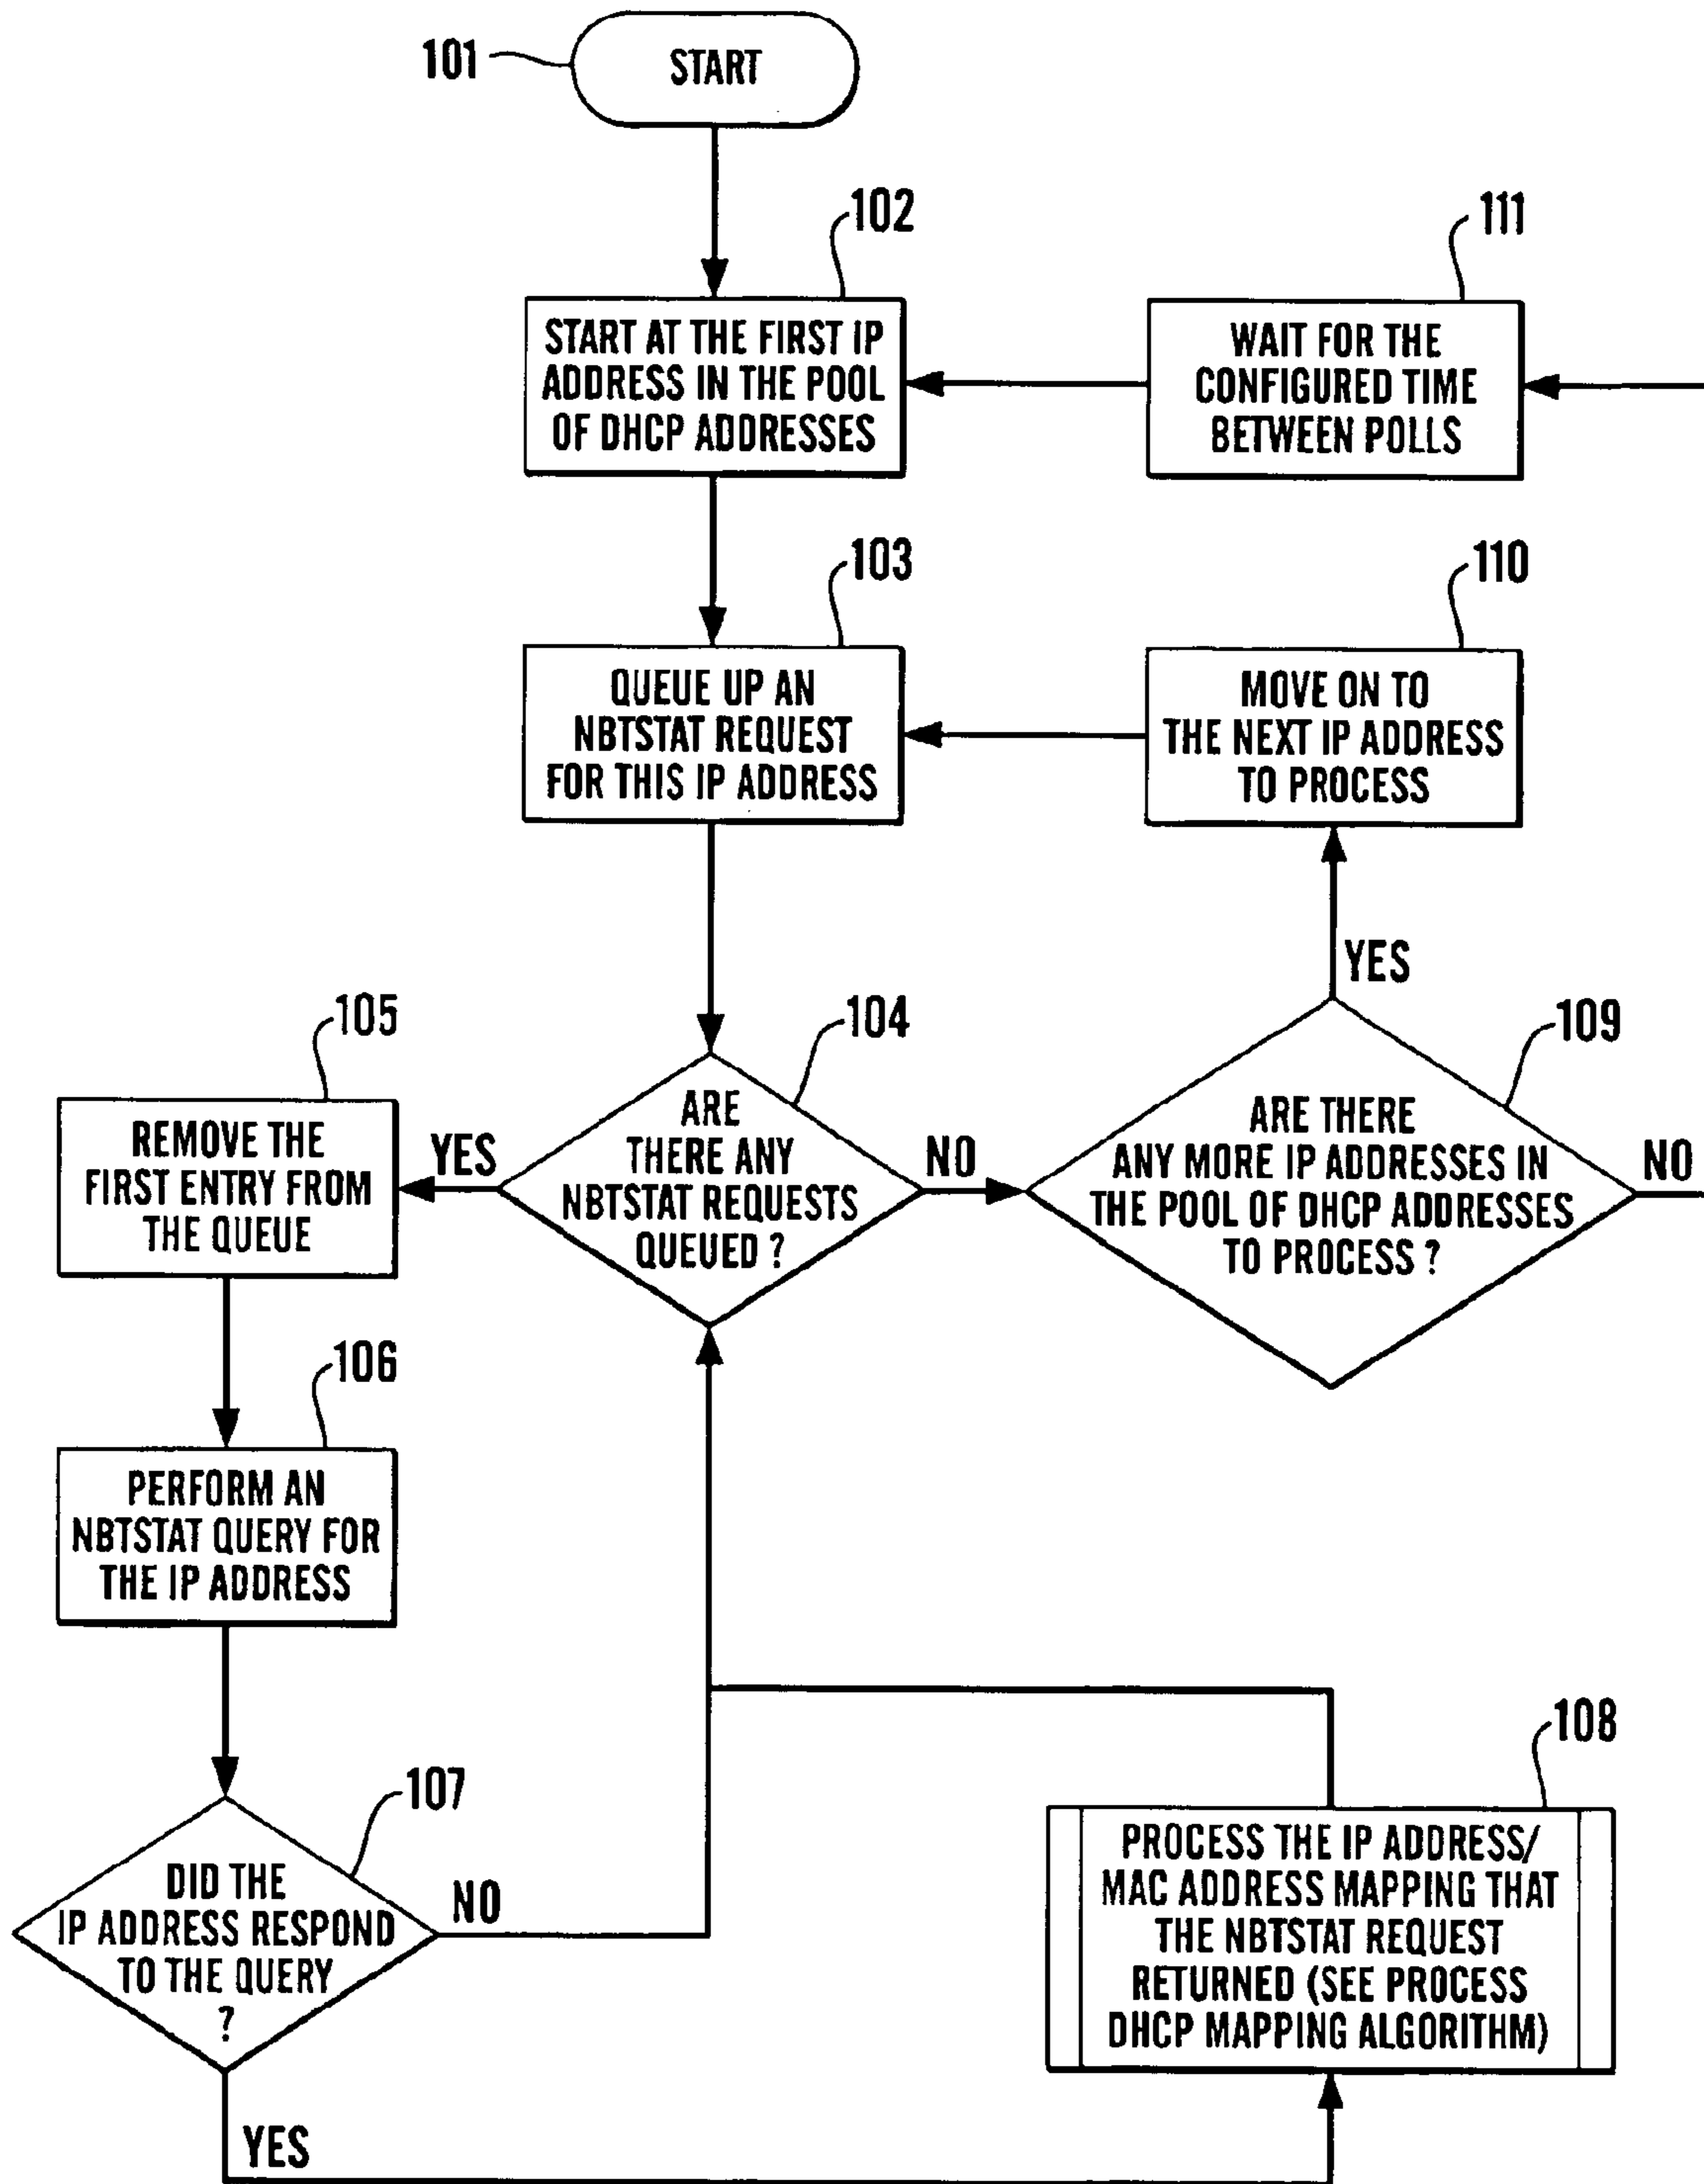 101
START
102
START AT THE FIRST IP
ADDRESS IN THE POOL
OF DHCP ADDRESSES
111
WAIT FOR THE
CONFIGURED TIME
BETWEEN POLLS
103
QUEUE UP AN
NBTSTAT REQUEST
FOR THIS IP ADDRESS
110
MOVE ON TO
THE NEXT IP ADDRESS
TO PROCESS
YES
104
ARE
THERE ANY
NBTSTAT REQUESTS
QUEUED ?
YES
NO
109
ARE THERE
ANY MORE IP ADDRESSES IN
THE POOL OF DHCP ADDRESSES
TO PROCESS ?
NO
105
REMOVE THE
FIRST ENTRY FROM
THE QUEUE
106
PERFORM AN
NBTSTAT QUERY FOR
THE IP ADDRESS
107
DID THE
IP ADDRESS RESPOND
TO THE QUERY
?
NO
YES
108
PROCESS THE IP ADDRESS/
MAC ADDRESS MAPPING THAT
THE NBTSTAT REQUEST
RETURNED (SEE PROCESS
DHCP MAPPING ALGORITHM)